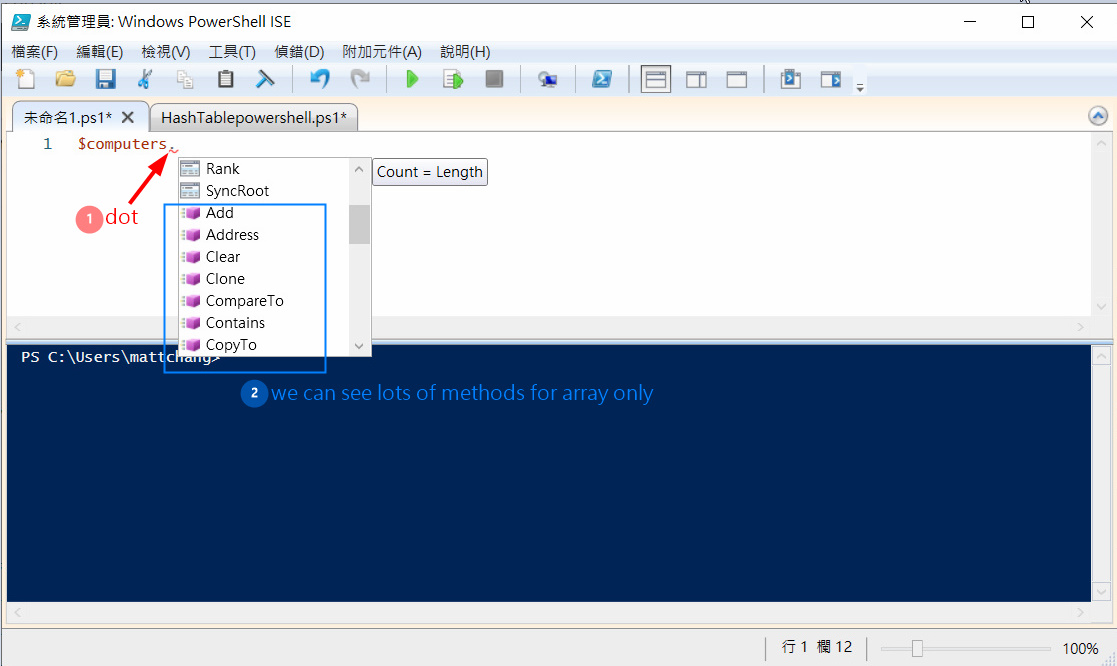 系統管理員: Windows PowerShell ISE
檔案(F) 編輯(E) 檢視(V) 工具(T) 偵錯(D) 附加元件(A) 說明(H)
未命名1.ps1* HashTablepowershell.ps1*
1 $computers.
Rank
Count = Length
SyncRoot
1 dot
Add
Address
Clear
Clone
CompareTo
Contains
CopyTo
PS C:\Users\mattchang>
2 we can see lots of methods for array only
行 1 欄 12 100%